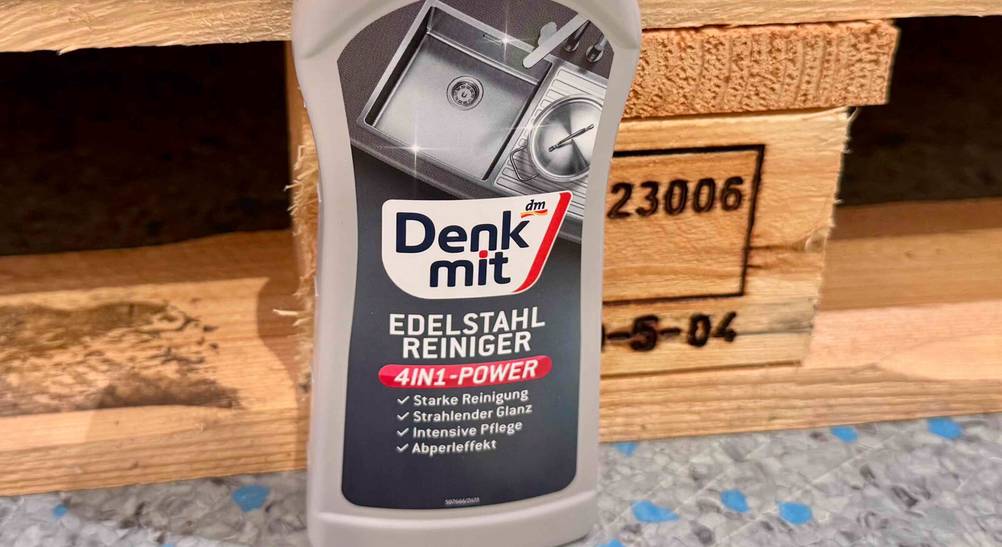 dm
Denk
mit
EDELSTAHL
REINIGER
4IN1-POWER
✓ Starke Reinigung
✓ Strahlender Glanz
✓ Intensive Pflege
✓ Abperleffekt
23006
-5-04